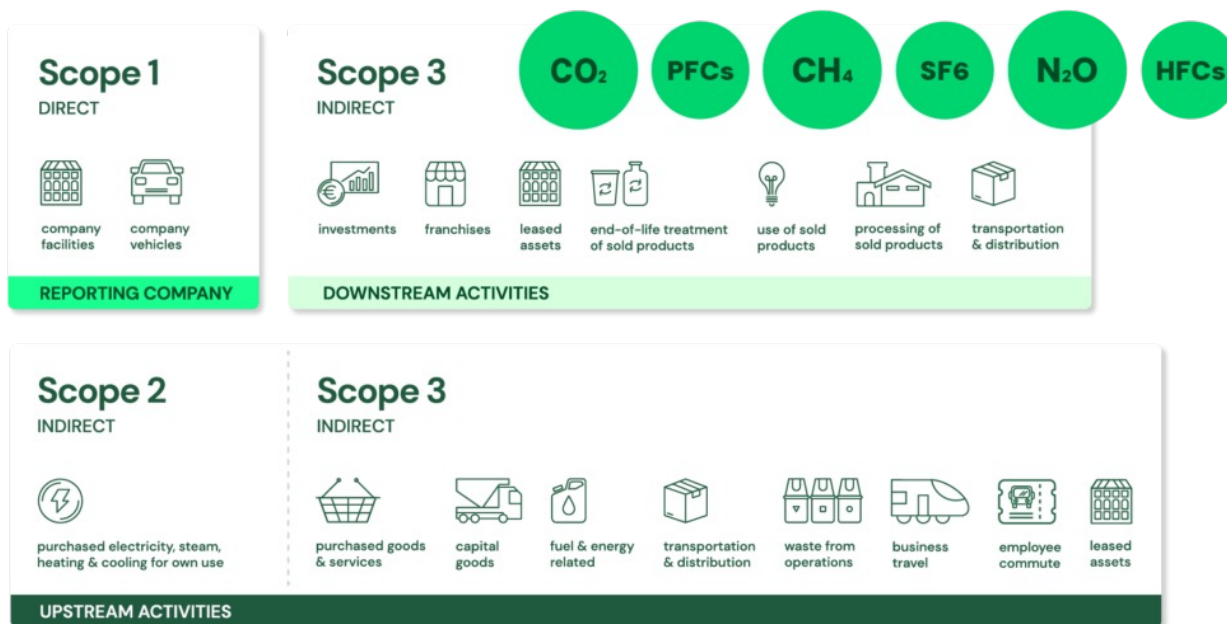 Scope 1
DIRECT
company
facilities
company
vehicles
REPORTING COMPANY
Scope 3
INDIRECT
CO₂
PFCs
CH₄
SF6
N₂O
HFCs
investments
franchises
leased
assets
end-of-life treatment
of sold products
use of sold
products
processing of
sold products
transportation
& distribution
DOWNSTREAM ACTIVITIES
Scope 2
INDIRECT
purchased electricity, steam,
heating & cooling for own use
Scope 3
INDIRECT
purchased goods
& services
capital
goods
fuel & energy
related
transportation
& distribution
waste from
operations
business
travel
employee
commute
leased
assets
UPSTREAM ACTIVITIES